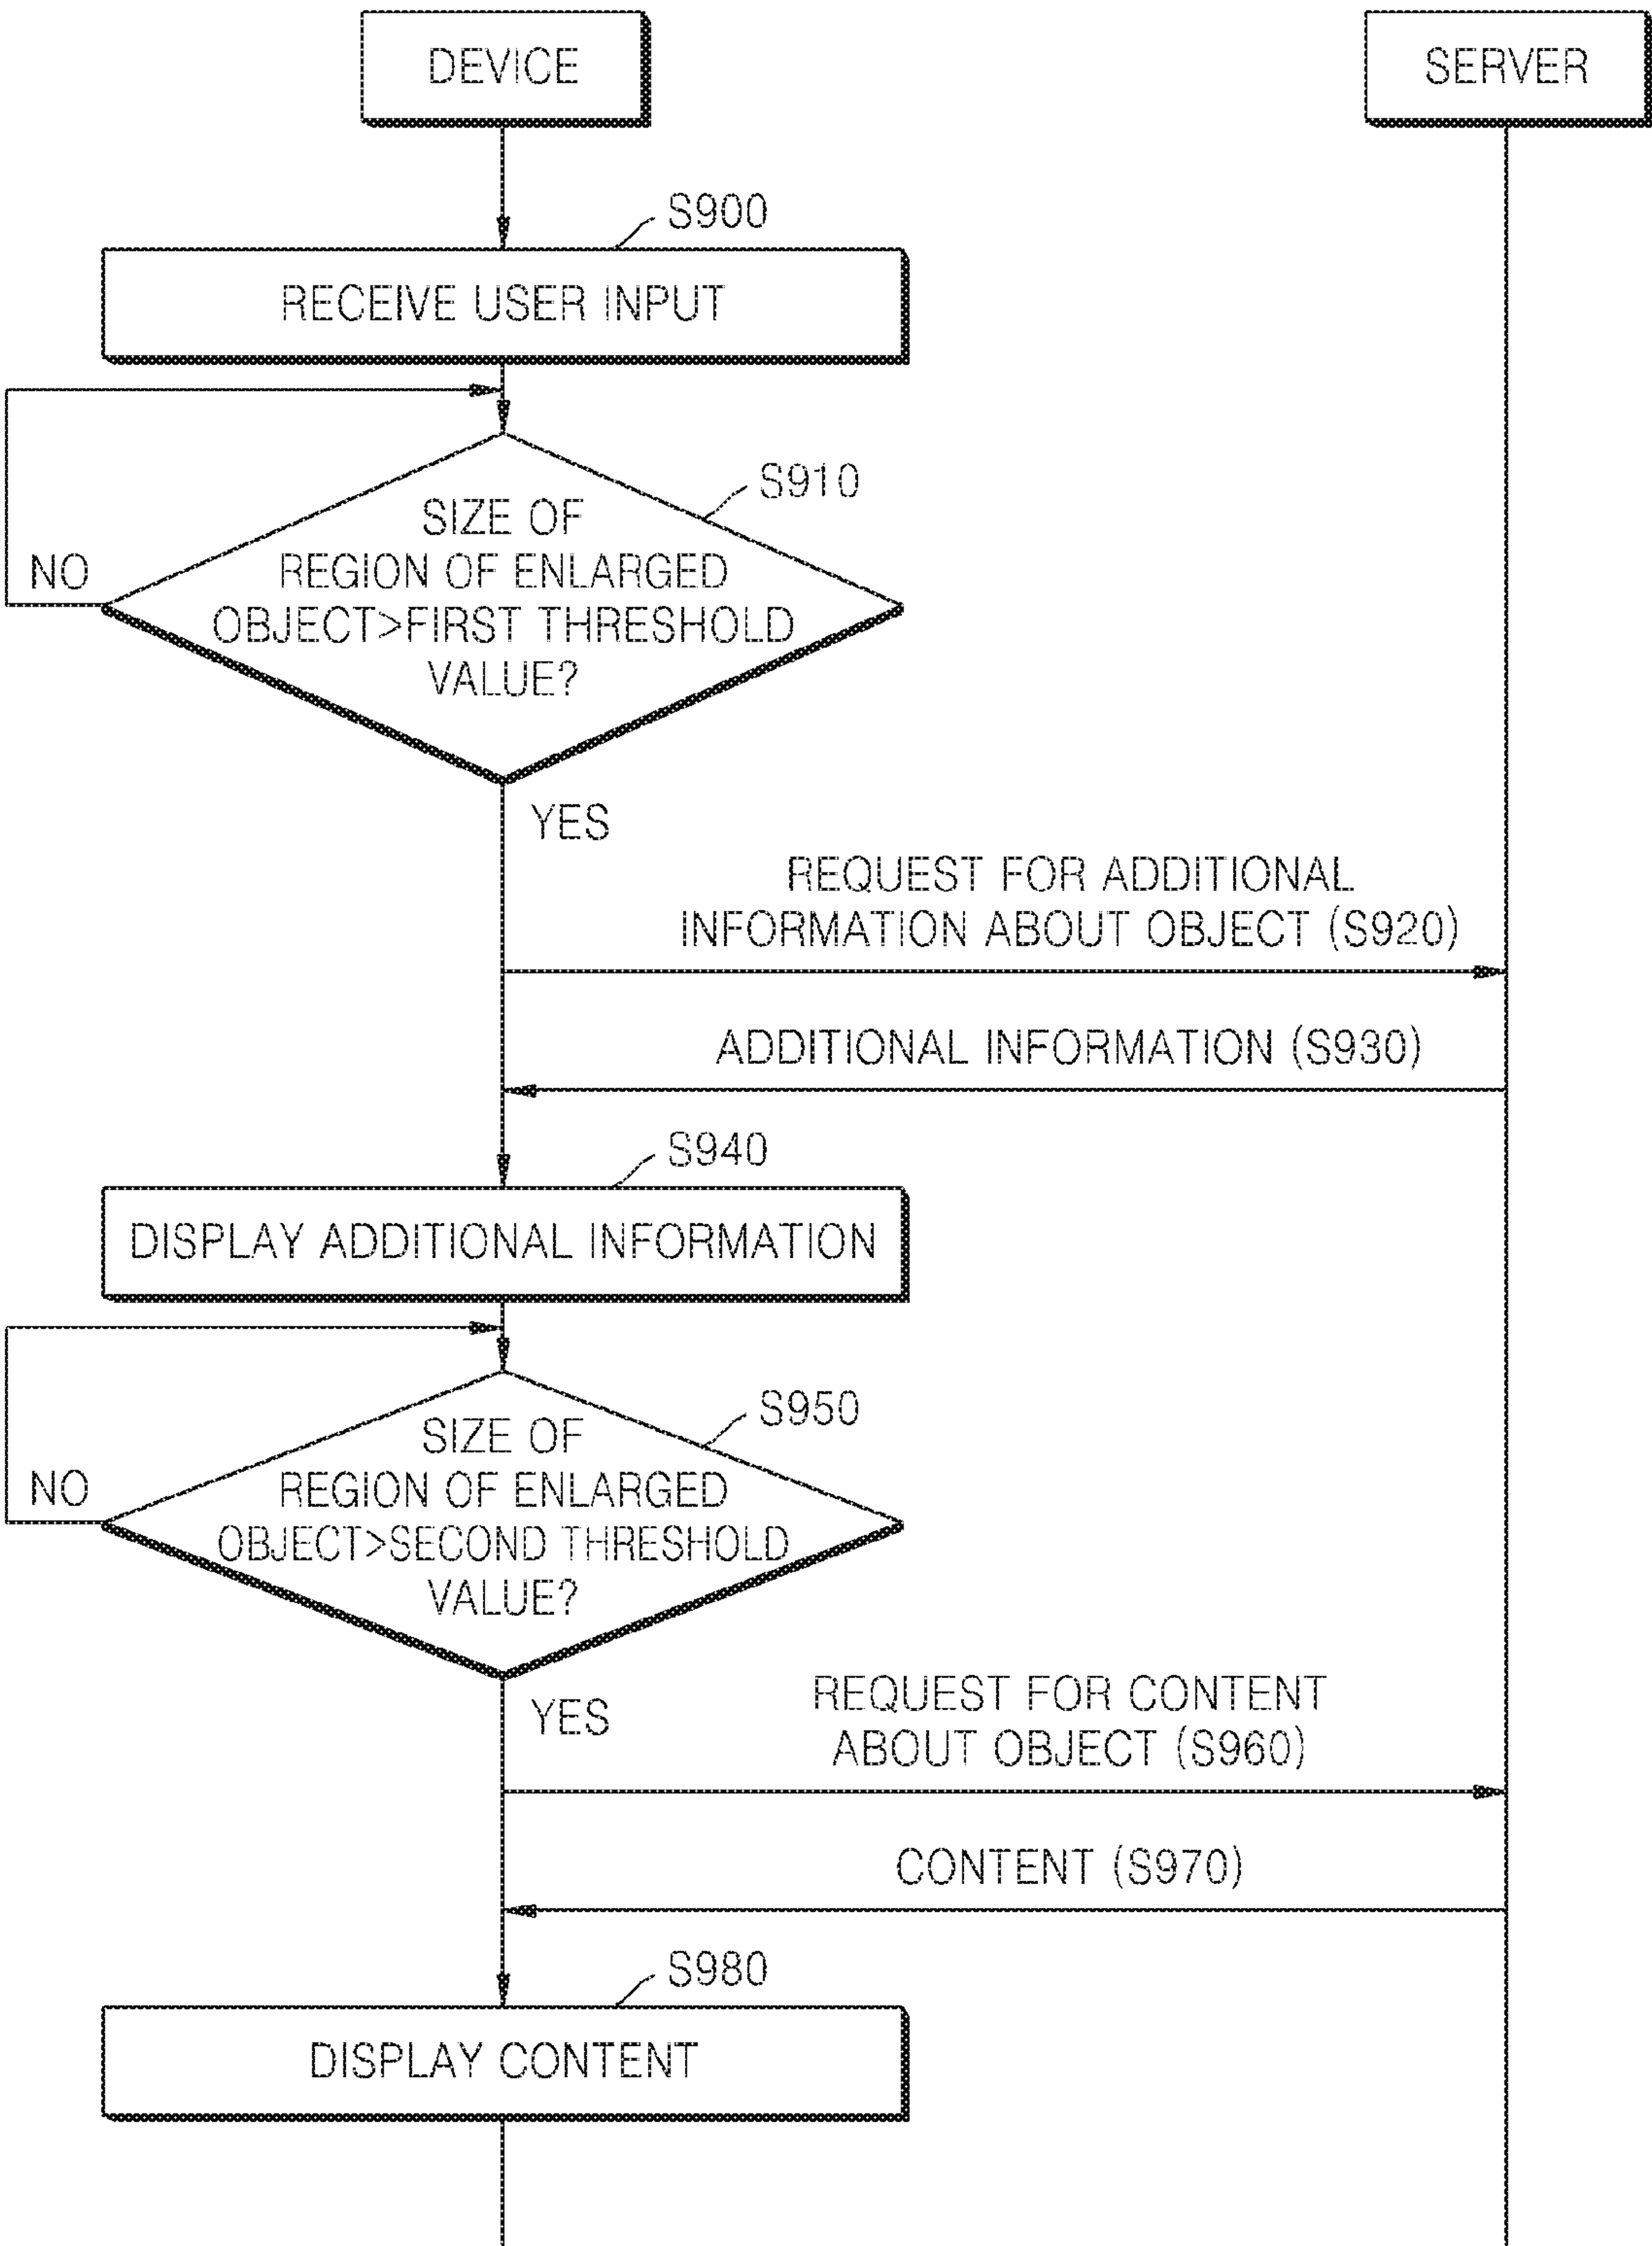 DEVICE
SERVER
S900
RECEIVE USER INPUT
S910
SIZE OF
REGION OF ENLARGED
OBJECT>FIRST THRESHOLD
VALUE?
NO
YES
REQUEST FOR ADDITIONAL
INFORMATION ABOUT OBJECT (S920)
ADDITIONAL INFORMATION (S930)
S940
DISPLAY ADDITIONAL INFORMATION
S950
SIZE OF
REGION OF ENLARGED
OBJECT>SECOND THRESHOLD
VALUE?
NO
YES
REQUEST FOR CONTENT
ABOUT OBJECT (S960)
CONTENT (S970)
S980
DISPLAY CONTENT